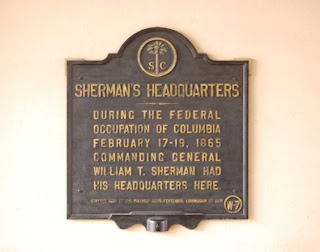 S C
SHERMAN'S HEADQUARTERS
DURING THE FEDERAL
OCCUPATION OF COLUMBIA
FEBRUARY 17-19, 1865
COMMANDING GENERAL
WILLIAM T. SHERMAN HAD
HIS HEADQUARTERS HERE.
W-7